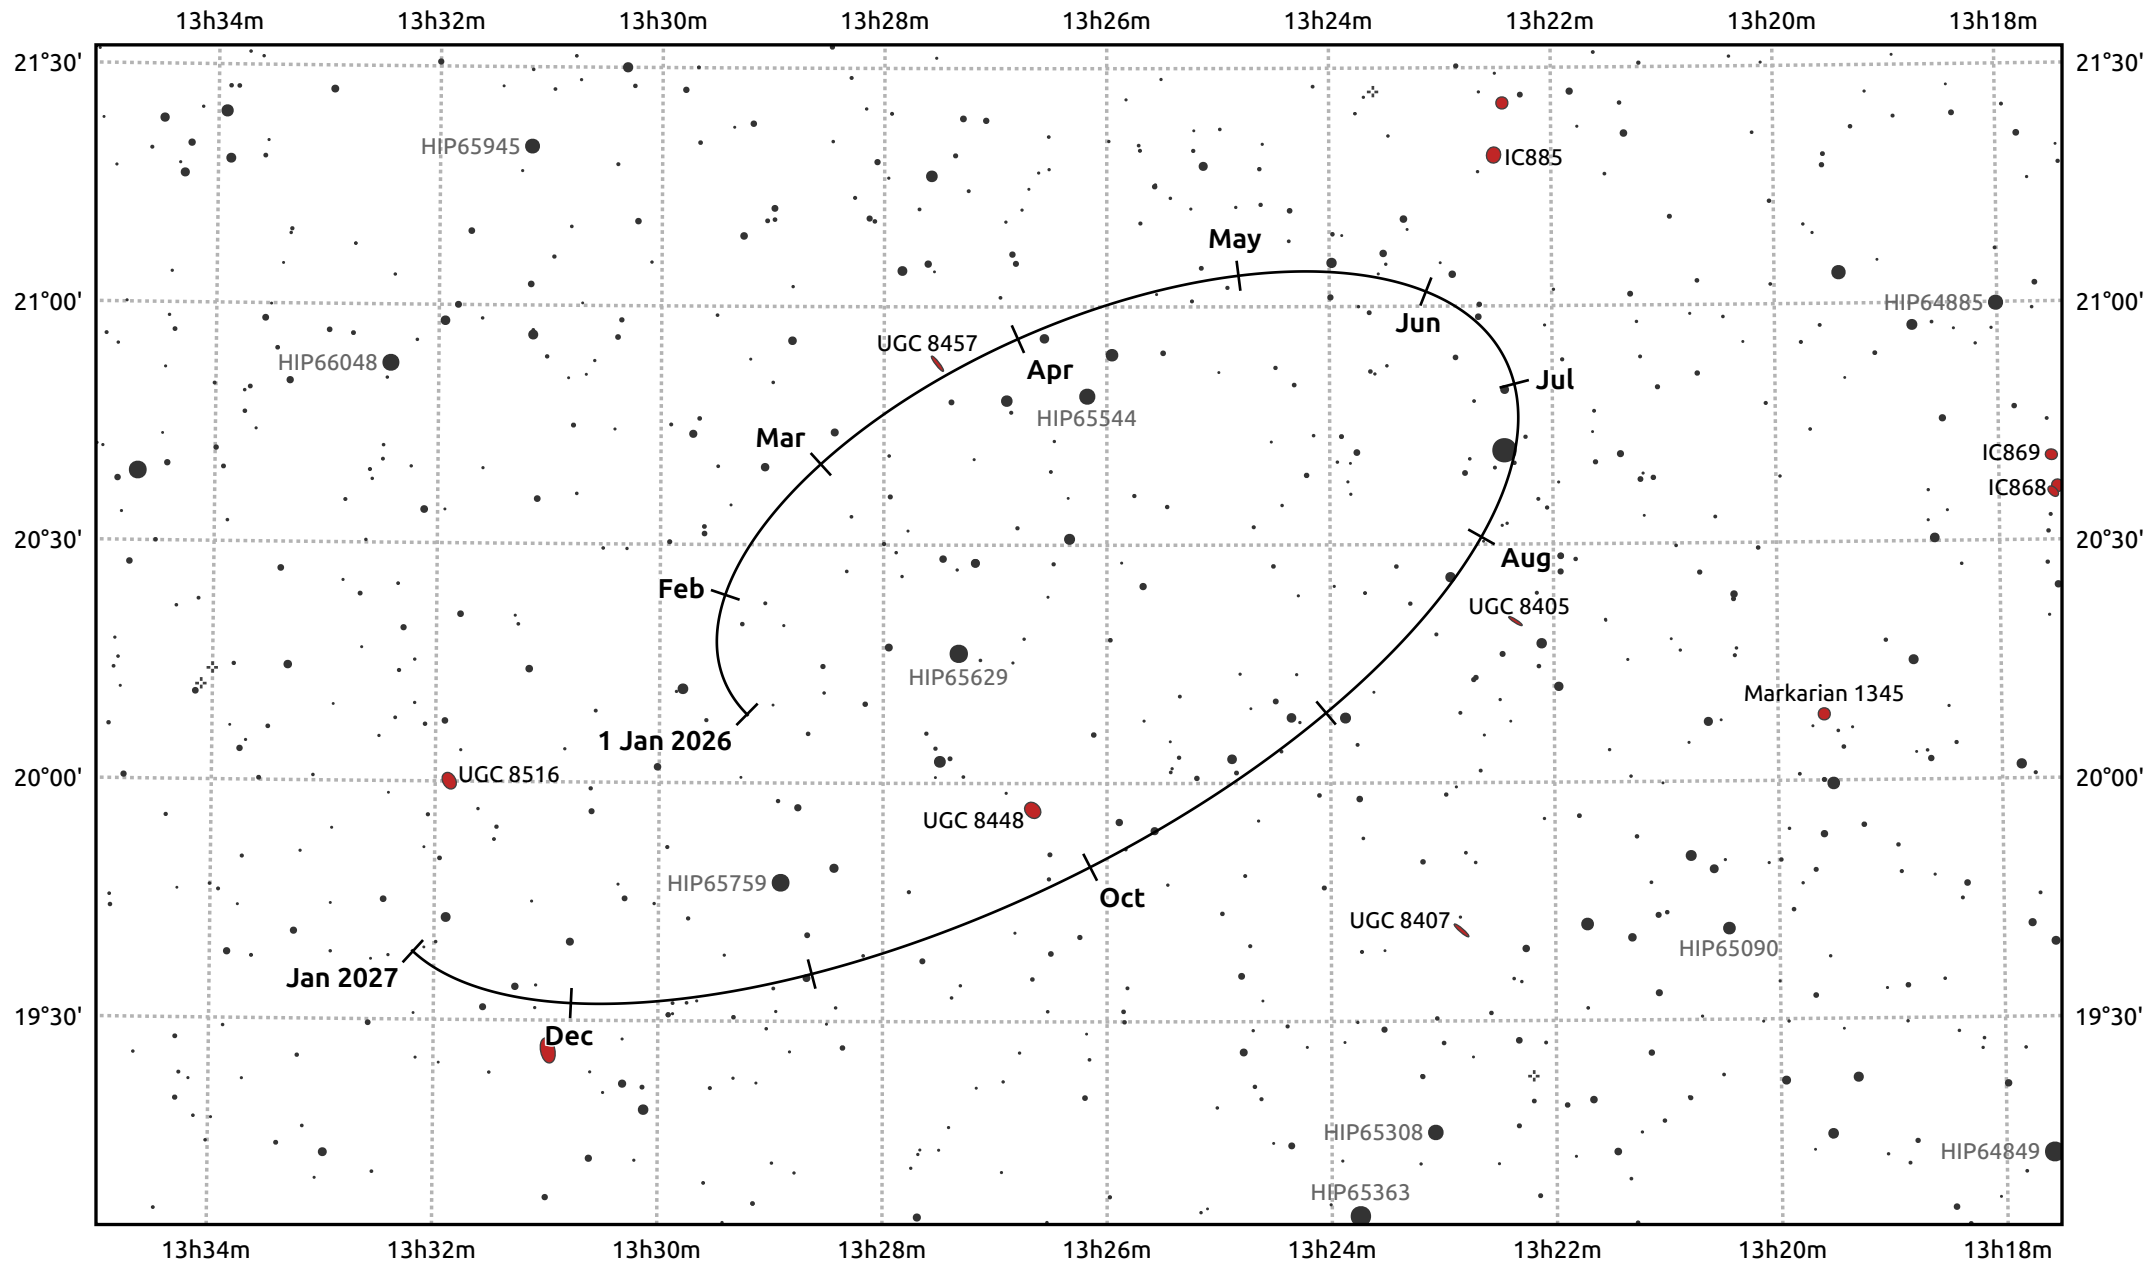 13h34m 13h32m 13h30m 13h28m 13h26m 13h24m 13h22m 13h20m 13h18m
21°30' 21°30'
HIP65945
IC885
May
21°00' HIP64885 21°00'
Jun
UGC 8457
HIP66048
Apr Jul
HIP65544
Mar
IC869
IC868
20°30' 20°30'
Aug
Feb
UGC 8405
HIP65629
Markarian 1345
1 Jan 2026
20°00' UGC 8516 20°00'
UGC 8448
HIP65759
Oct
UGC 8407
HIP65090
Jan 2027
19°30' 19°30'
Dec
HIP65308
HIP64849
HIP65363
13h34m 13h32m 13h30m 13h28m 13h26m 13h24m 13h22m 13h20m 13h18m